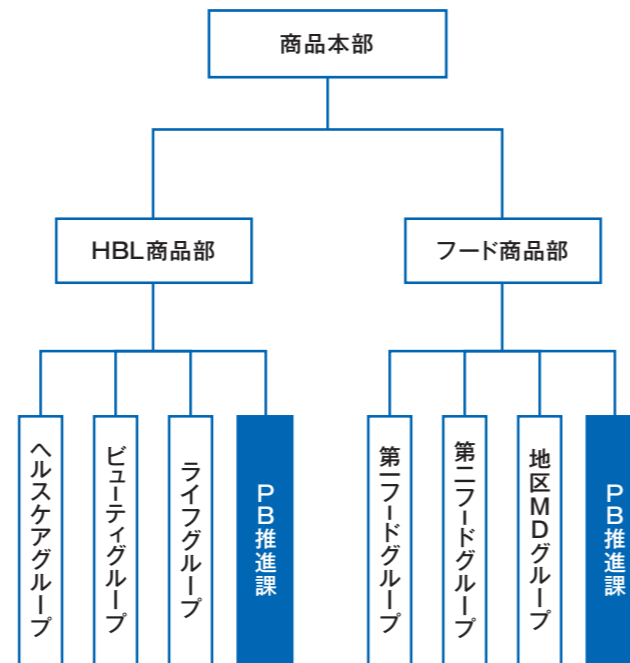 商品本部
HBL商品部
フード商品部
ヘルスケアグループ
ビューティグループ
ライフグループ
PB推進課
第一フードグループ
第二フードグループ
地区MDグループ
PB推進課